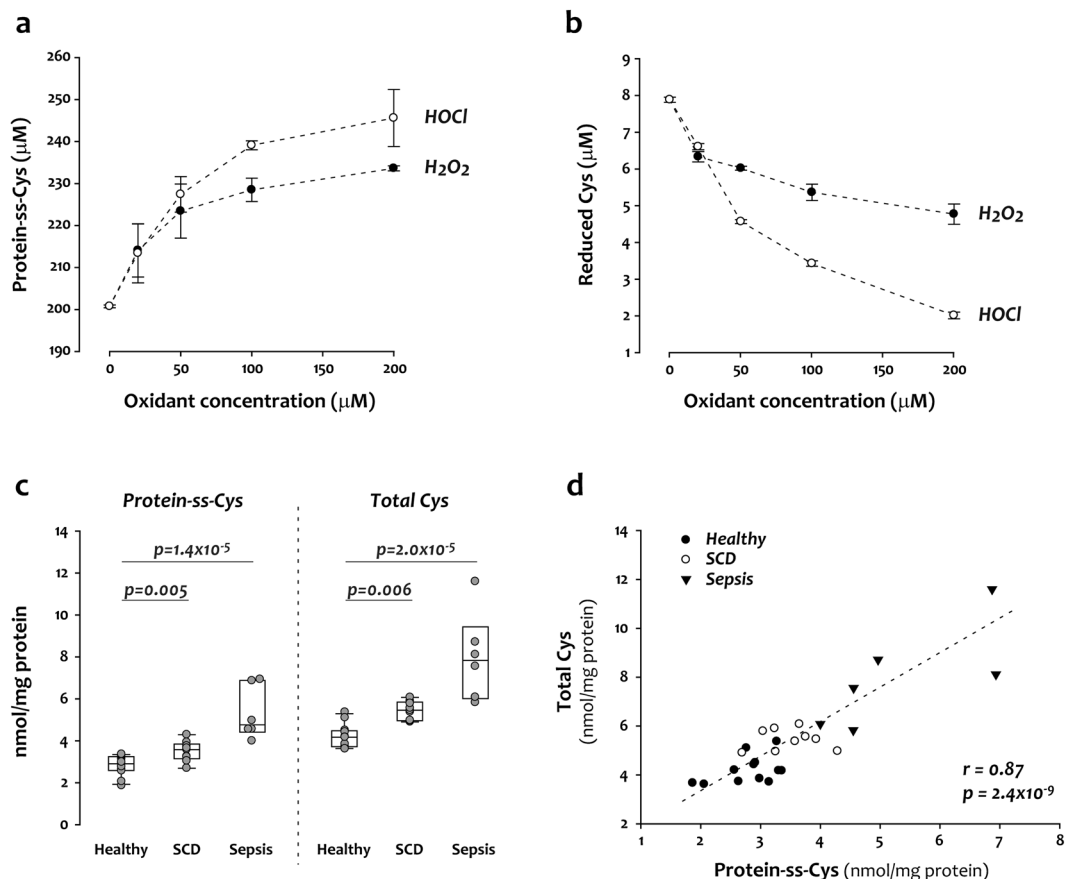 a
260
250
240
230
220
210
200
190
0
50
100
150
200
HOCl
H2O2
Protein-ss-Cys (μM)
Oxidant concentration (μM)
b
9
8
7
6
5
4
3
2
1
0
50
100
150
200
H2O2
HOCl
Reduced Cys (μM)
Oxidant concentration (μM)
c
Protein-ss-Cys
Total Cys
14
12
10
8
6
4
2
0
p=1.4x10-5
p=0.005
p=2.0x10-5
p=0.006
nmol/mg protein
Healthy
SCD
Sepsis
Healthy
SCD
Sepsis
d
14
12
10
8
6
4
2
Healthy
SCD
Sepsis
Total Cys
(nmol/mg protein)
r = 0.87
p = 2.4x10-9
1
2
3
4
5
6
7
8
Protein-ss-Cys (nmol/mg protein)